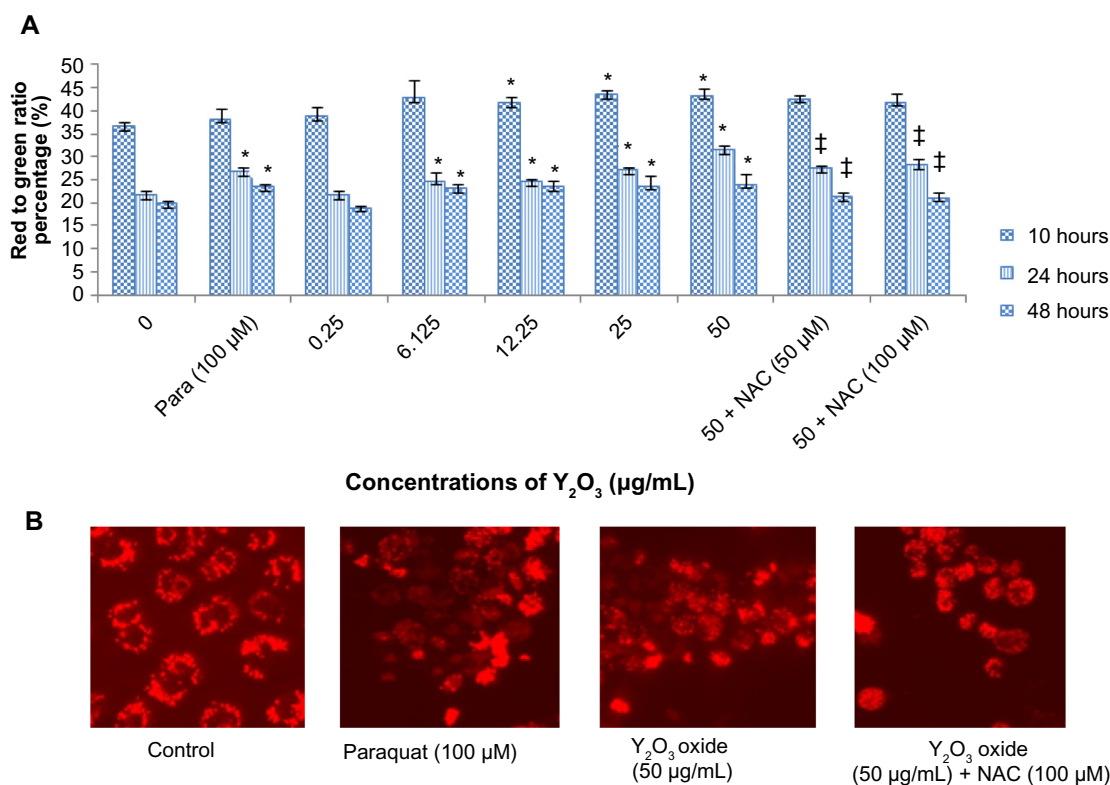 A
Red to green ratio
percentage (%)
50
45
40
35
30
25
20
15
10
5
0
* * * * * * * * * * * * * * ‡ ‡ ‡ ‡
0
Para (100 µM)
0.25
6.125
12.25
25
50
50 + NAC (50 µM)
50 + NAC (100 µM)
10 hours
24 hours
48 hours
Concentrations of Y₂O₃ (µg/mL)
B
Control
Paraquat (100 µM)
Y₂O₃ oxide
(50 µg/mL)
Y₂O₃ oxide
(50 µg/mL) + NAC (100 µM)